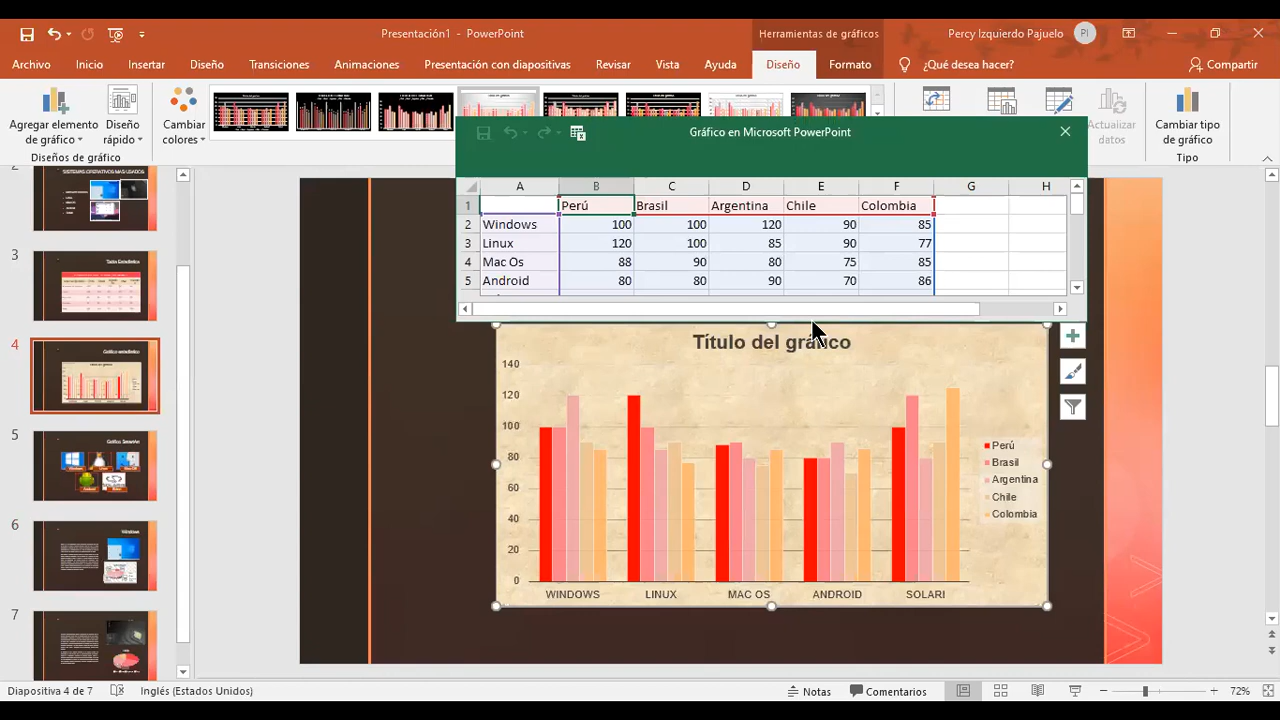 Presentación1 - PowerPoint
Herramientas de gráficos
Percy Izquierdo Pajuelo
PI
Archivo
Inicio
Insertar
Diseño
Transiciones
Animaciones
Presentación con diapositivas
Revisar
Vista
Ayuda
Diseño
Formato
¿Qué desea hacer?
Compartir
Agregar elemento de gráfico
Diseño rápido
Cambiar colores
Actualizar datos
Cambiar tipo de gráfico
Diseños de gráfico
Tipo
Gráfico en Microsoft PowerPoint
A B C D E F G H
1 Perú Brasil Argentina Chile Colombia
2 Windows 100 100 120 90 85
3 Linux 120 100 85 90 77
4 Mac Os 88 90 80 75 85
5 Android 80 80 90 70 86
2
SISTEMAS OPERATIVOS MAS USADOS
3
4
5
6
7
Título del gráfico
140
120
100
80
60
40
20
0
WINDOWS LINUX MAC OS ANDROID SOLARI
Perú
Brasil
Argentina
Chile
Colombia
Diapositiva 4 de 7
Inglés (Estados Unidos)
Notas
Comentarios
72%